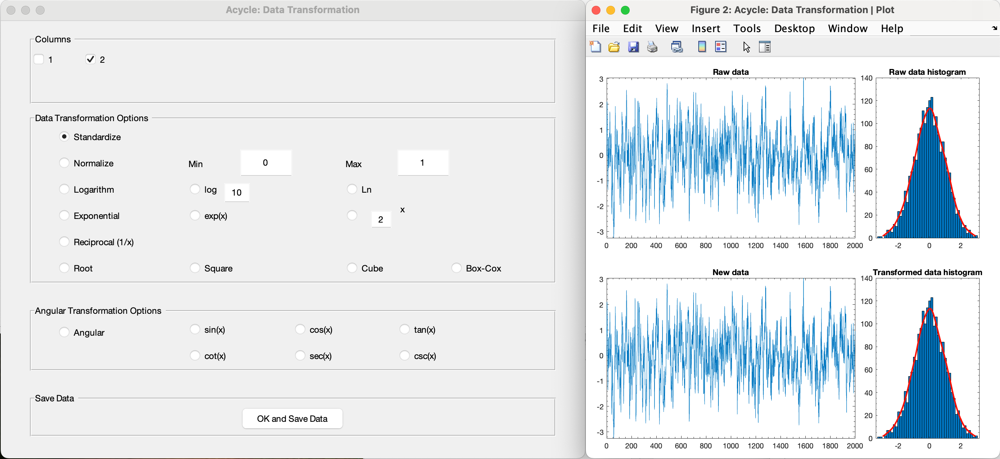 Acycle: Data Transformation
Columns
1 2
Data Transformation Options
Standardize
Normalize Min 0 Max 1
Logarithm log 10 Ln
Exponential exp(x) 2 x
Reciprocal (1/x)
Root Square Cube Box-Cox
Angular Transformation Options
Angular sin(x) cos(x) tan(x)
cot(x) sec(x) csc(x)
Save Data
OK and Save Data
Figure 2: Acycle: Data Transformation | Plot
File Edit View Insert Tools Desktop Window Help
Raw data
3
2
1
0
-1
-2
-3
0 200 400 600 800 1000 1200 1400 1600 1800 2000
Raw data histogram
140
120
100
80
60
40
20
0
-2 0 2
New data
3
2
1
0
-1
-2
-3
0 200 400 600 800 1000 1200 1400 1600 1800 2000
Transformed data histogram
140
120
100
80
60
40
20
0
-2 0 2